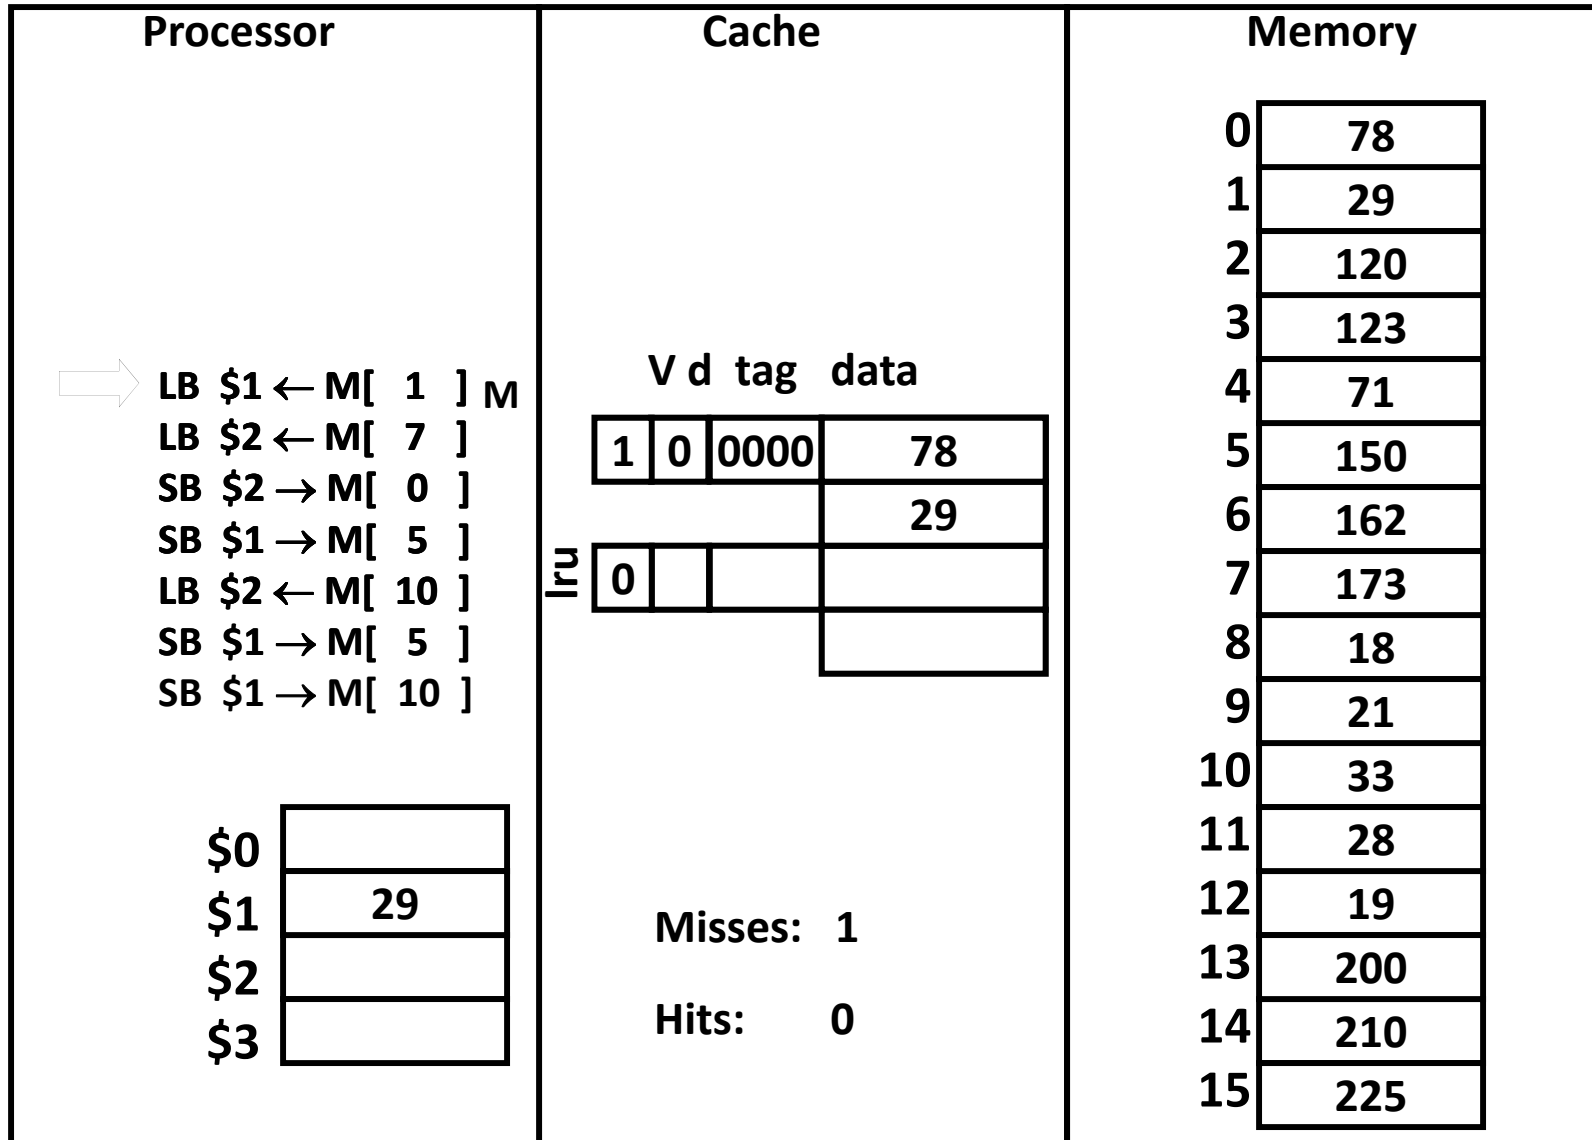 Processor
LB $1 ← M[ 1 ] M
LB $2 ← M[ 7 ]
SB $2 → M[ 0 ]
SB $1 → M[ 5 ]
LB $2 ← M[ 10 ]
SB $1 → M[ 5 ]
SB $1 → M[ 10 ]
$0
$1 29
$2
$3
Cache
V d tag data
1 0 0000 78
29
lru 0
Misses: 1
Hits: 0
Memory
0 78
1 29
2 120
3 123
4 71
5 150
6 162
7 173
8 18
9 21
10 33
11 28
12 19
13 200
14 210
15 225